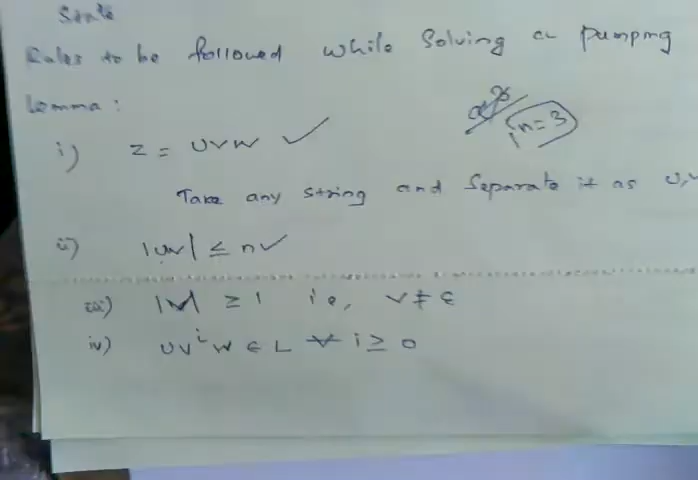 State
Rules to be followed while Solving a Pumping
Lemma:
i) z = uvw ✓
n=3
Take any string and Separate it as u,v
ii) |uv| ≤ n ✓
iii) |v| ≥ 1 i.e, v ≠ ε
iv) uv^i w ∈ L ∀ i ≥ 0